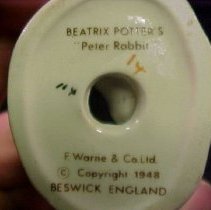 BEATRIX POTTER'S
"Peter Rabbit"
F. Warne & Co. Ltd.
© Copyright 1948
BESWICK ENGLAND